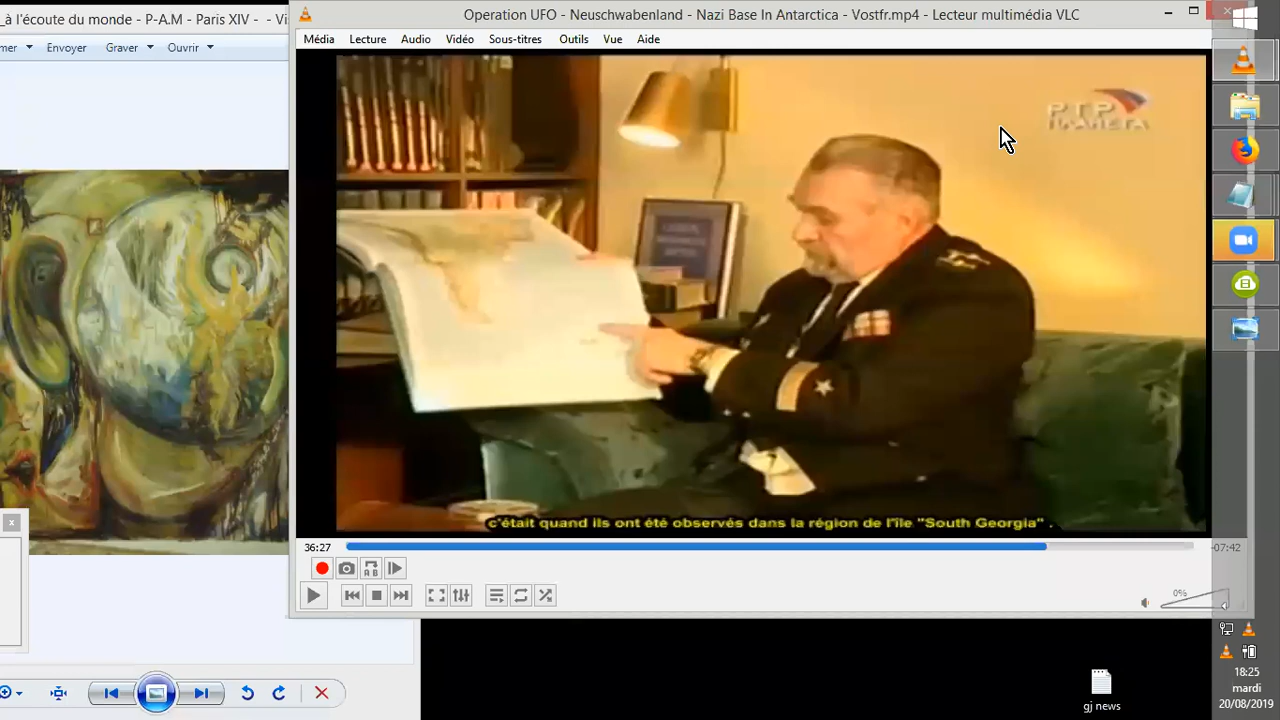 _à l'écoute du monde - P-A.M - Paris XIV -
Envoyer Graver Ouvrir
Operation UFO - Neuschwabenland - Nazi Base In Antarctica - Vostfr.mp4 - Lecteur multimédia VLC
Média Lecture Audio Vidéo Sous-titres Outils Vue Aide
РТР
ПЛАНЕТА
c'était quand ils ont été observés dans la région de l'île "South Georgia" .
36:27
-07:42
0%
gj news
18:25
mardi
20/08/2019